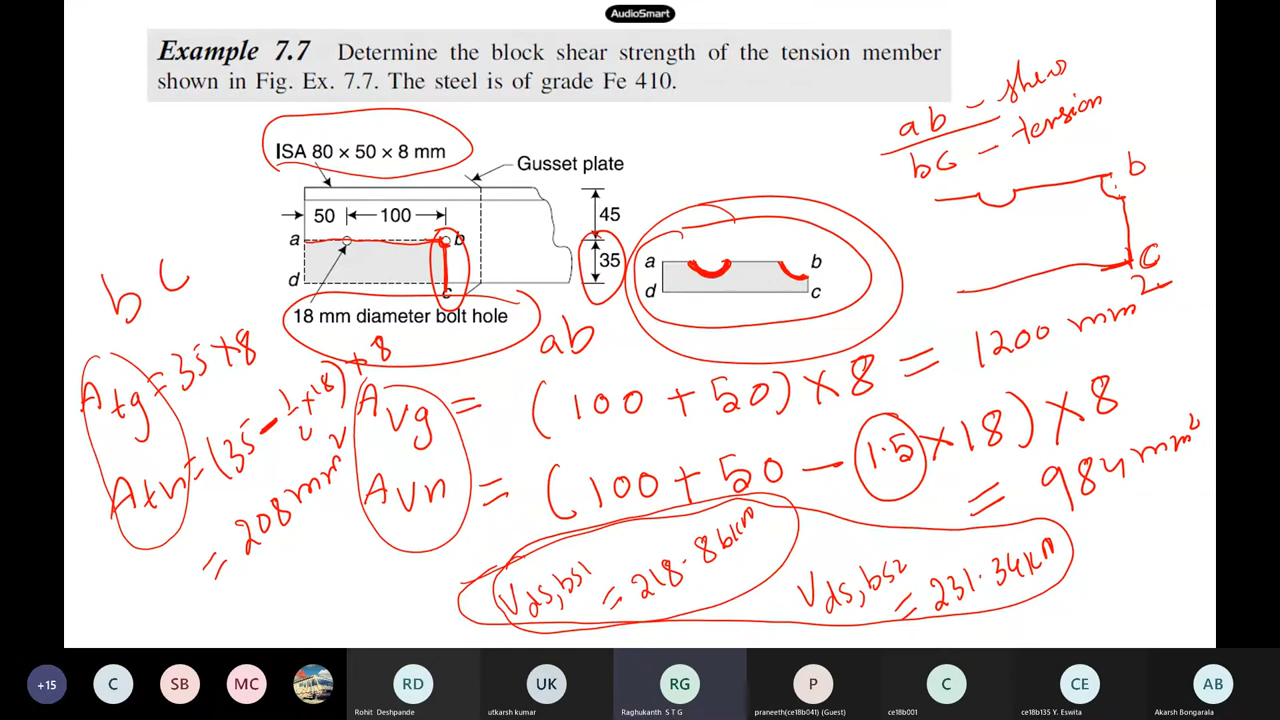 AudioSmart
Example 7.7 Determine the block shear strength of the tension member
shown in Fig. Ex. 7.7. The steel is of grade Fe 410.
ab - shear
bc - tension
ISA 80 × 50 × 8 mm
Gusset plate
50
100
45
35
a
b
d
c
a
b
d
c
b
c
18 mm diameter bolt hole
bc
ab
Atg = 35 × 8
Atn = (35 - 1/2 × 18) × 8
= 208 mm²
Avg = (100 + 50) × 8 = 1200 mm²
Avn = (100 + 50 - 1.5 × 18) × 8
= 984 mm²
Vds,bs1
= 218.86 kN
Vds,bs2
= 231.34 kN
+15
C
SB
MC
RD
Rohit Deshpande
UK
utkarsh kumar
RG
Raghukanth S T G
P
praneeth(ce18b041) (Guest)
C
ce18b001
CE
ce18b135 Y. Eswita
AB
Akarsh Bongarala